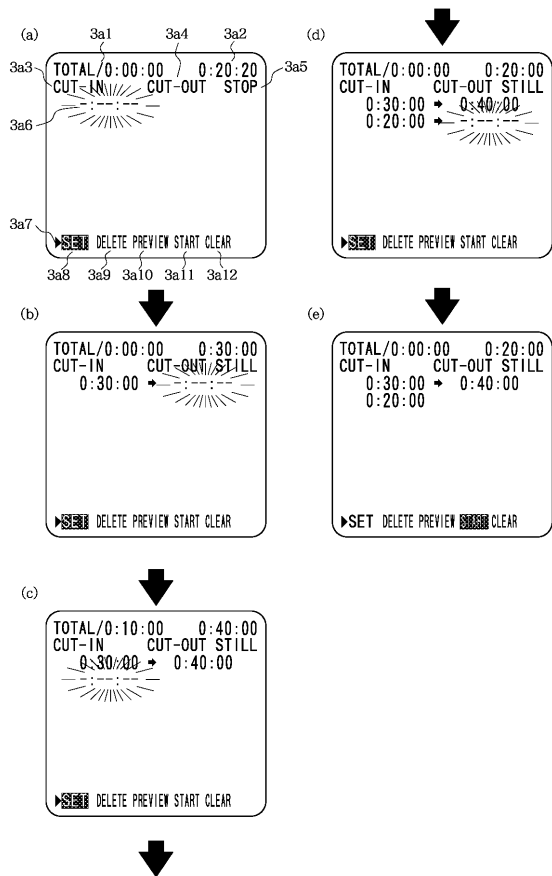 (a)
3a1
3a4
3a2
3a3
3a5
TOTAL/0:00:00 0:20:20
CUT-IN CUT-OUT STOP
-:--:--
3a6
3a7
▶SET DELETE PREVIEW START CLEAR
3a8 3a9 3a10 3a11 3a12
(b)
TOTAL/0:00:00 0:30:00
CUT-IN CUT-OUT STILL
0:30:00 ➡ -:--:--
▶SET DELETE PREVIEW START CLEAR
(c)
TOTAL/0:10:00 0:40:00
CUT-IN CUT-OUT STILL
0:30:00 ➡ 0:40:00
-:--:--
▶SET DELETE PREVIEW START CLEAR
(d)
TOTAL/0:00:00 0:20:00
CUT-IN CUT-OUT STILL
0:30:00 ➡ 0:40:00
0:20:00 ➡ -:--:--
▶SET DELETE PREVIEW START CLEAR
(e)
TOTAL/0:00:00 0:20:00
CUT-IN CUT-OUT STILL
0:30:00 ➡ 0:40:00
0:20:00
▶SET DELETE PREVIEW START CLEAR